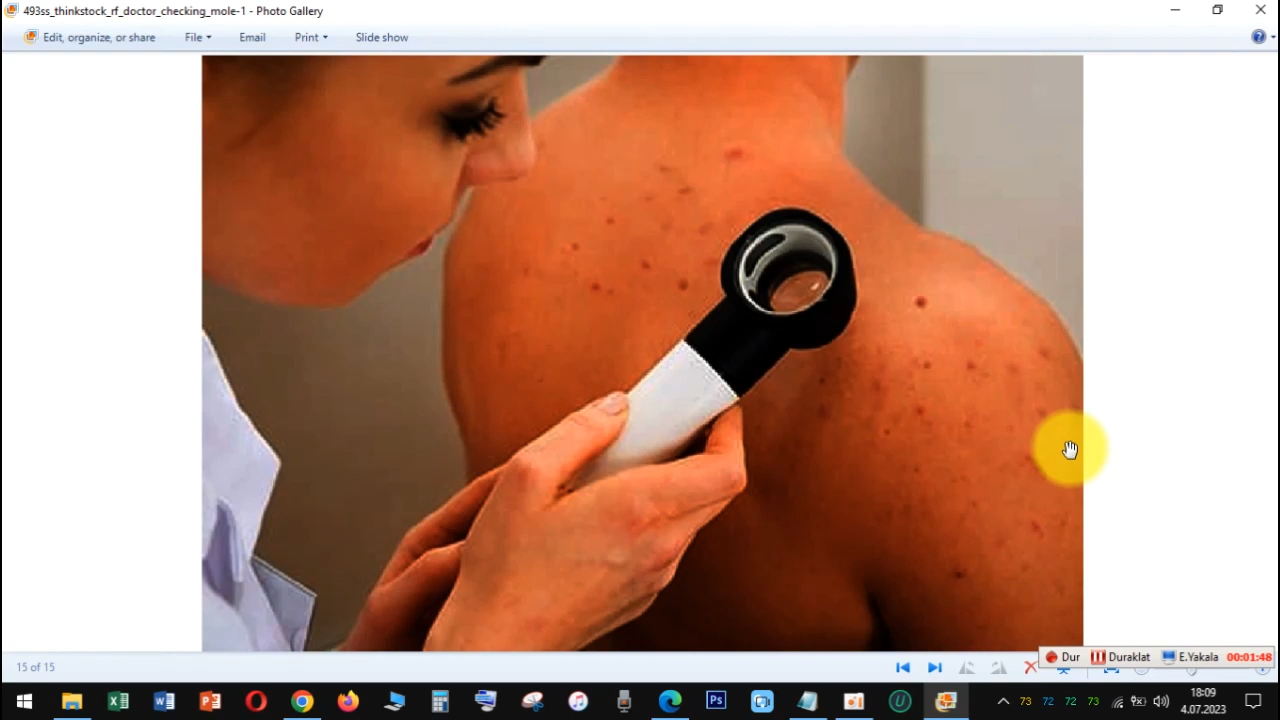 493ss_thinkstock_rf_doctor_checking_mole-1 - Photo Gallery
Edit, organize, or share File Email Print Slide show
15 of 15
Dur Duraklat E.Yakala 00:01:48
Ps
73 72 72 73
18:09
4.07.2023